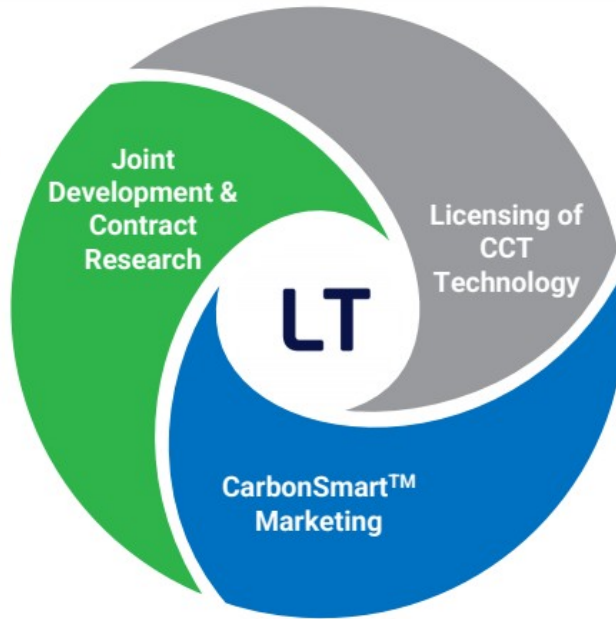 Joint
Development &
Contract
Research
Licensing of
CCT
Technology
LT
CarbonSmart™
Marketing